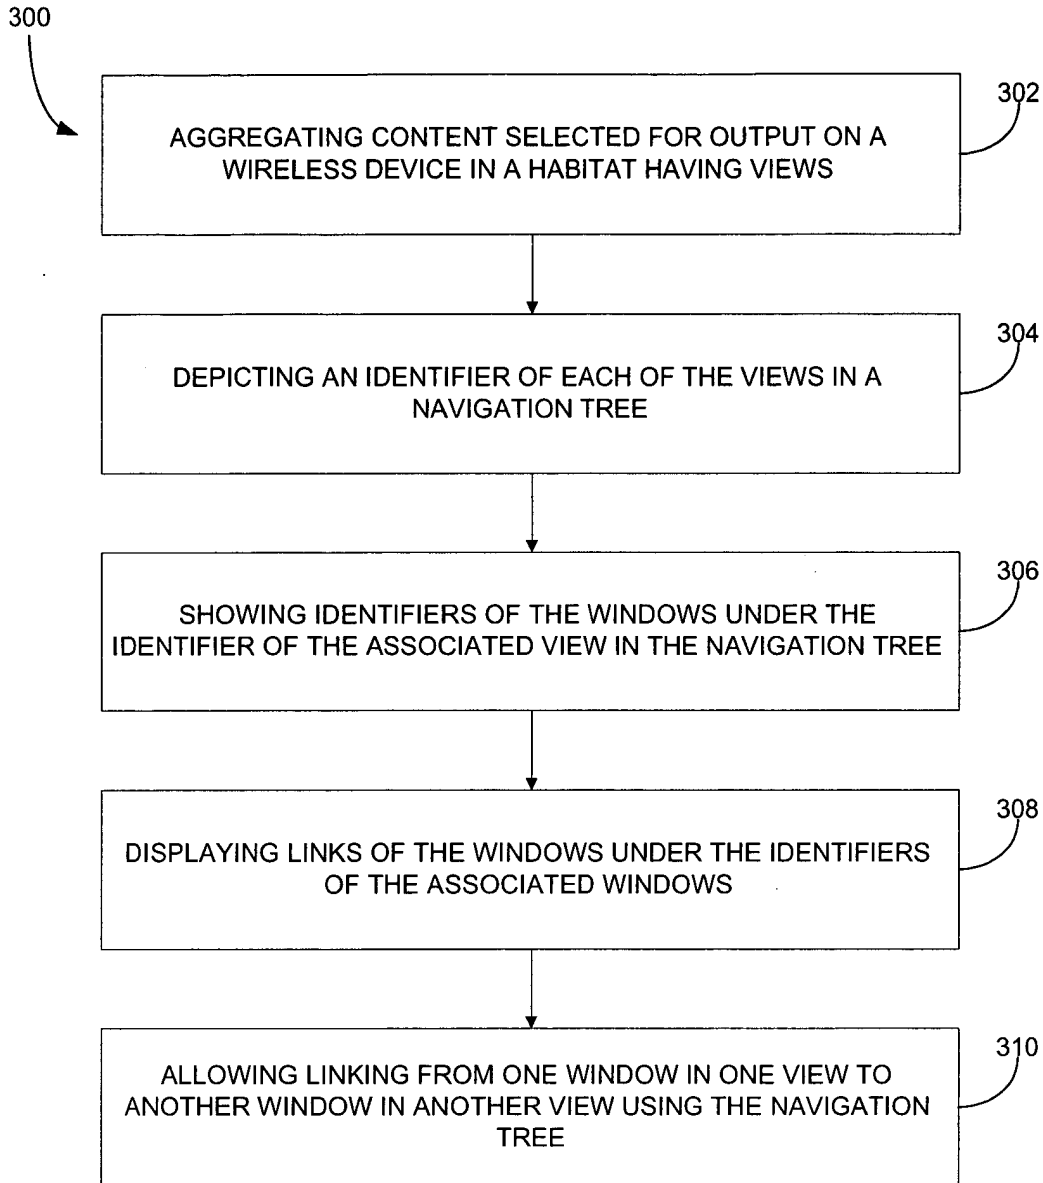 300
302
AGGREGATING CONTENT SELECTED FOR OUTPUT ON A
WIRELESS DEVICE IN A HABITAT HAVING VIEWS
304
DEPICTING AN IDENTIFIER OF EACH OF THE VIEWS IN A
NAVIGATION TREE
306
SHOWING IDENTIFIERS OF THE WINDOWS UNDER THE
IDENTIFIER OF THE ASSOCIATED VIEW IN THE NAVIGATION TREE
308
DISPLAYING LINKS OF THE WINDOWS UNDER THE IDENTIFIERS
OF THE ASSOCIATED WINDOWS
310
ALLOWING LINKING FROM ONE WINDOW IN ONE VIEW TO
ANOTHER WINDOW IN ANOTHER VIEW USING THE NAVIGATION
TREE